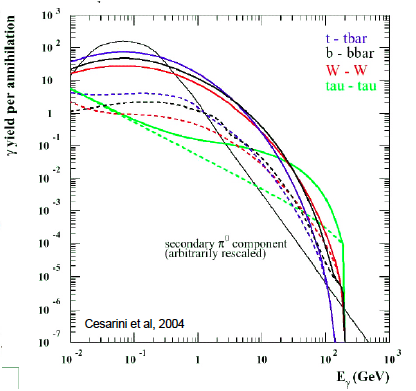 γ yield per annihilation
10³
10²
10
1
10⁻¹
10⁻²
10⁻³
10⁻⁴
10⁻⁵
10⁻⁶
10⁻⁷
t - tbar
b - bbar
W - W
tau - tau
secondary π⁰ component
(arbitrarily rescaled)
Cesarini et al, 2004
10⁻² 10⁻¹ 1 10 10² 10³
Eγ (GeV)